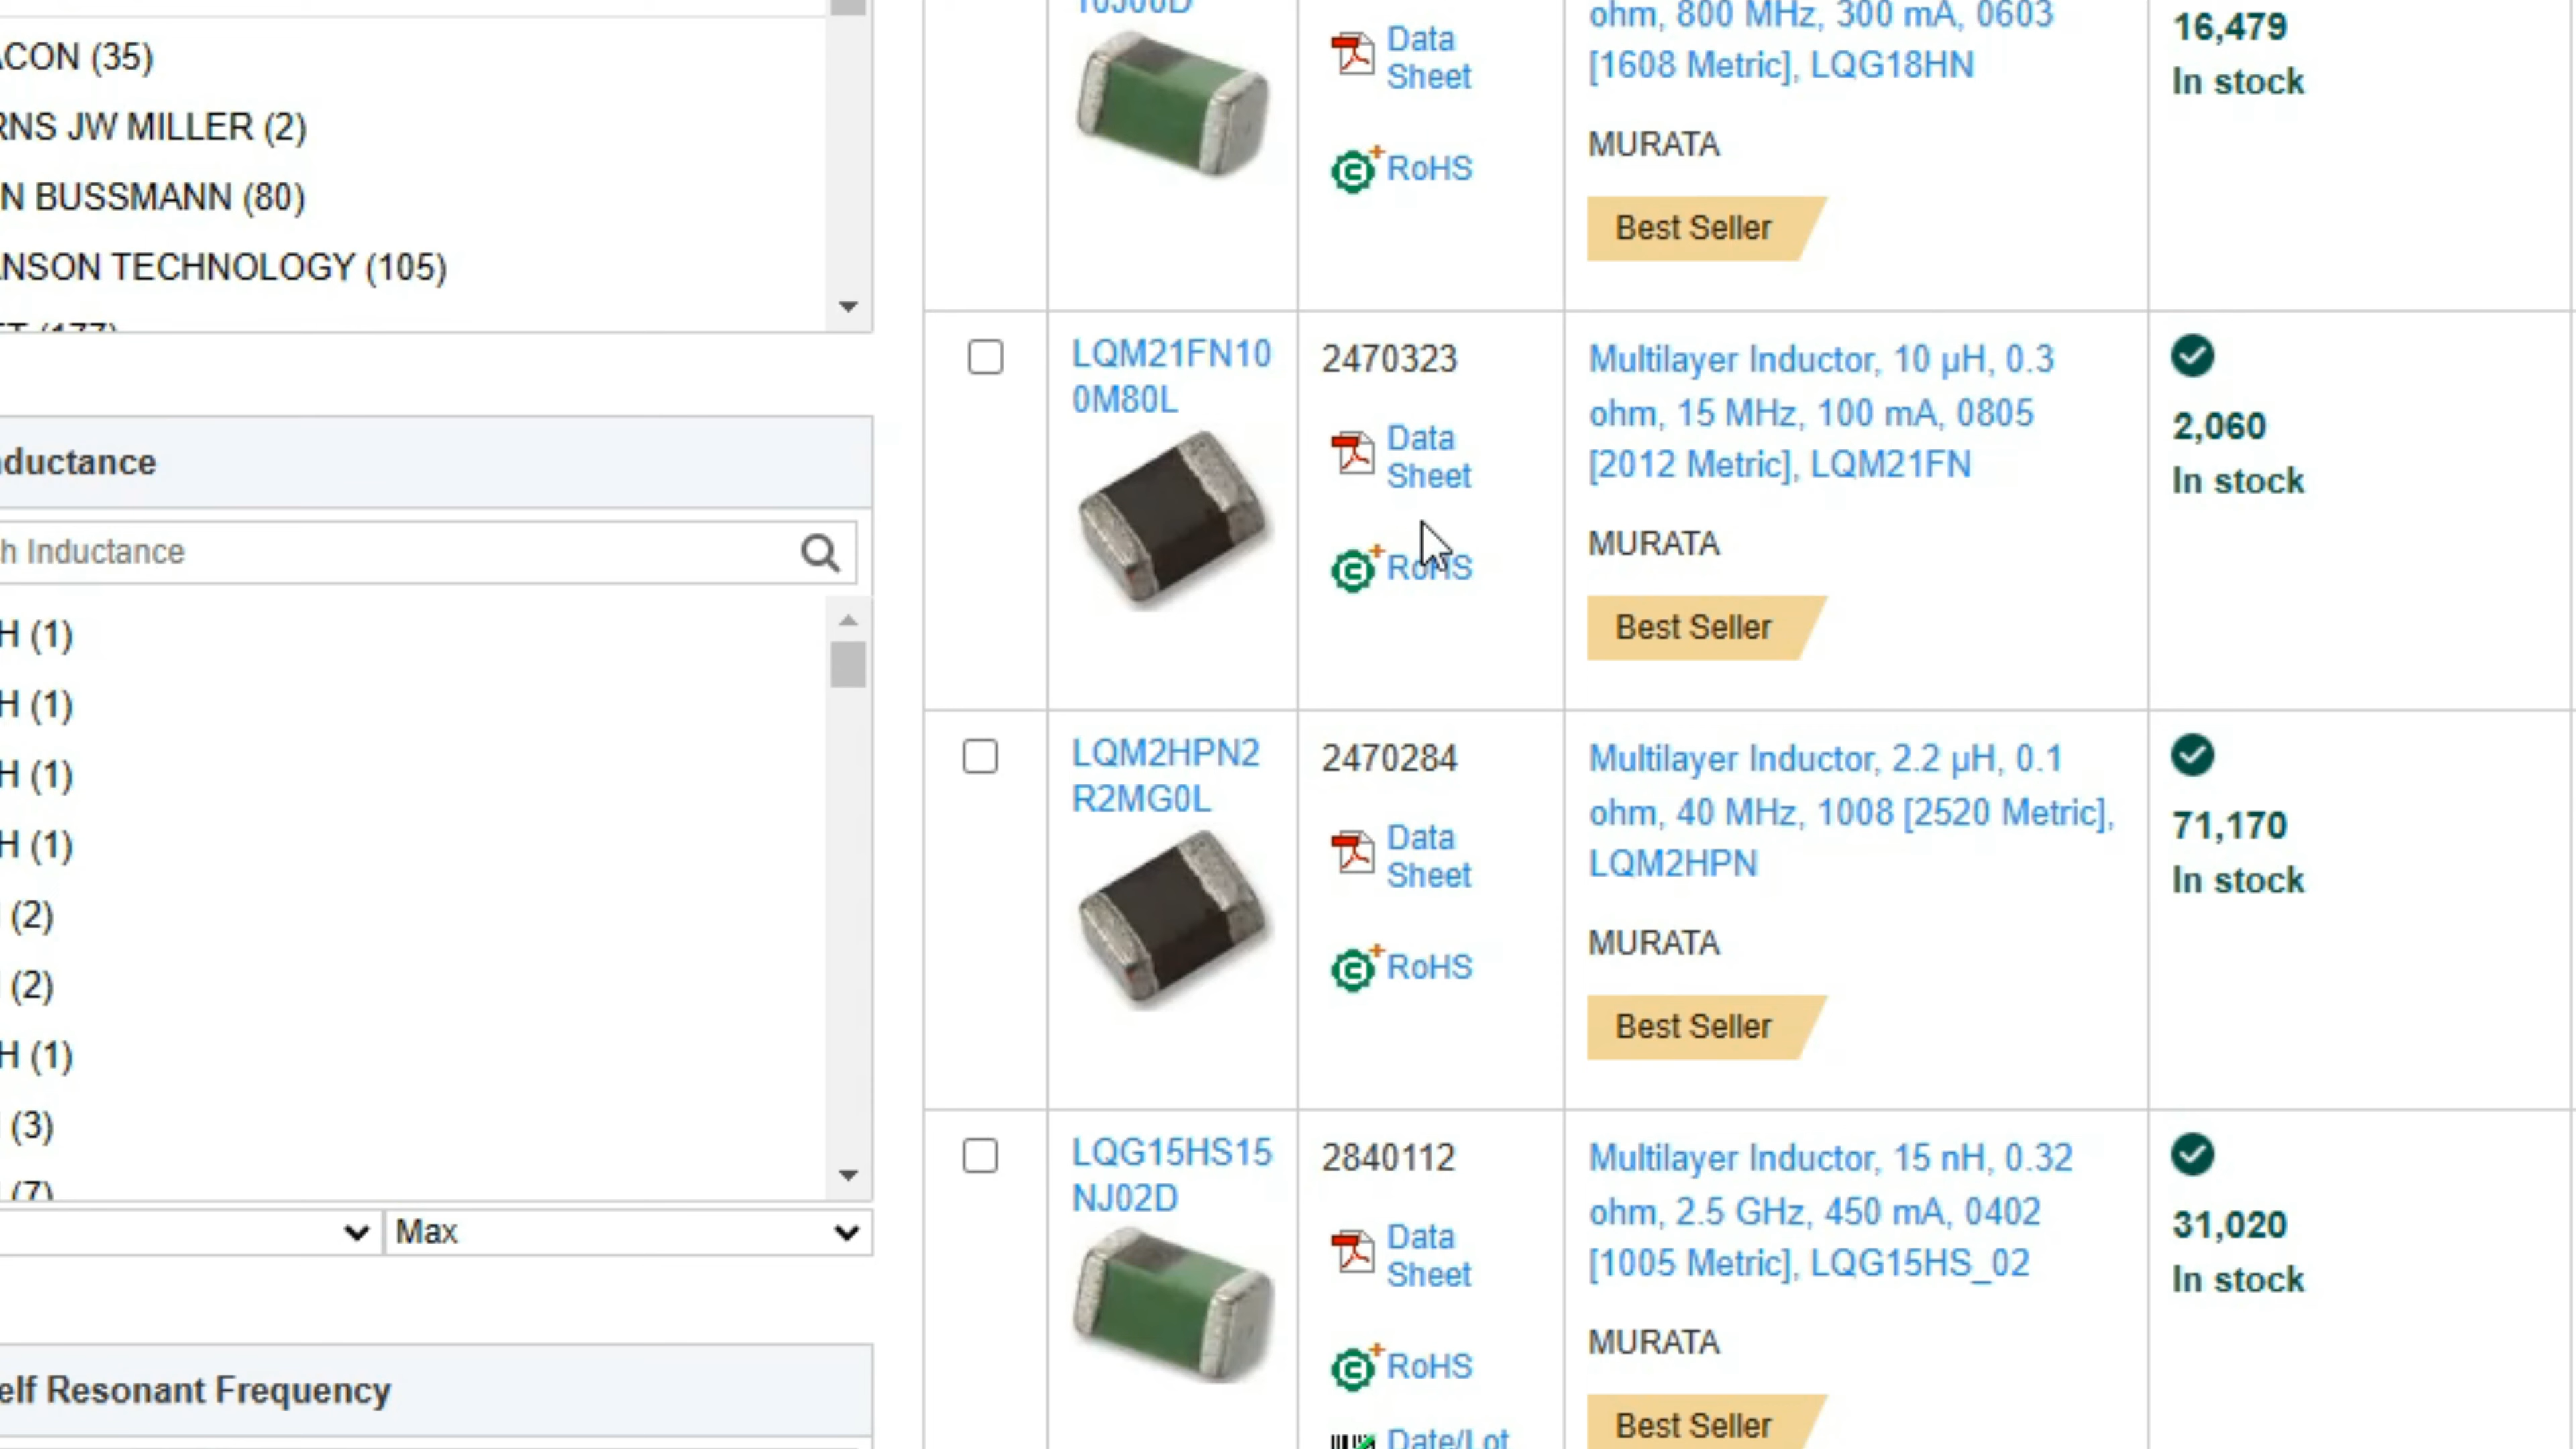 ACON (35)
RNS JW MILLER (2)
N BUSSMANN (80)
ANSON TECHNOLOGY (105)
(177)
nductance
h Inductance
H (1)
H (1)
H (1)
H (1)
(2)
(2)
H (1)
(3)
(7)
Max
elf Resonant Frequency
10J00D
Data
Sheet
RoHS
ohm, 800 MHz, 300 mA, 0603
[1608 Metric], LQG18HN
MURATA
Best Seller
16,479
In stock
LQM21FN10
0M80L
2470323
Data
Sheet
RoHS
Multilayer Inductor, 10 µH, 0.3
ohm, 15 MHz, 100 mA, 0805
[2012 Metric], LQM21FN
MURATA
Best Seller
2,060
In stock
LQM2HPN2
R2MG0L
2470284
Data
Sheet
RoHS
Multilayer Inductor, 2.2 µH, 0.1
ohm, 40 MHz, 1008 [2520 Metric],
LQM2HPN
MURATA
Best Seller
71,170
In stock
LQG15HS15
NJ02D
2840112
Data
Sheet
RoHS
Date/Lot
Multilayer Inductor, 15 nH, 0.32
ohm, 2.5 GHz, 450 mA, 0402
[1005 Metric], LQG15HS_02
MURATA
Best Seller
31,020
In stock